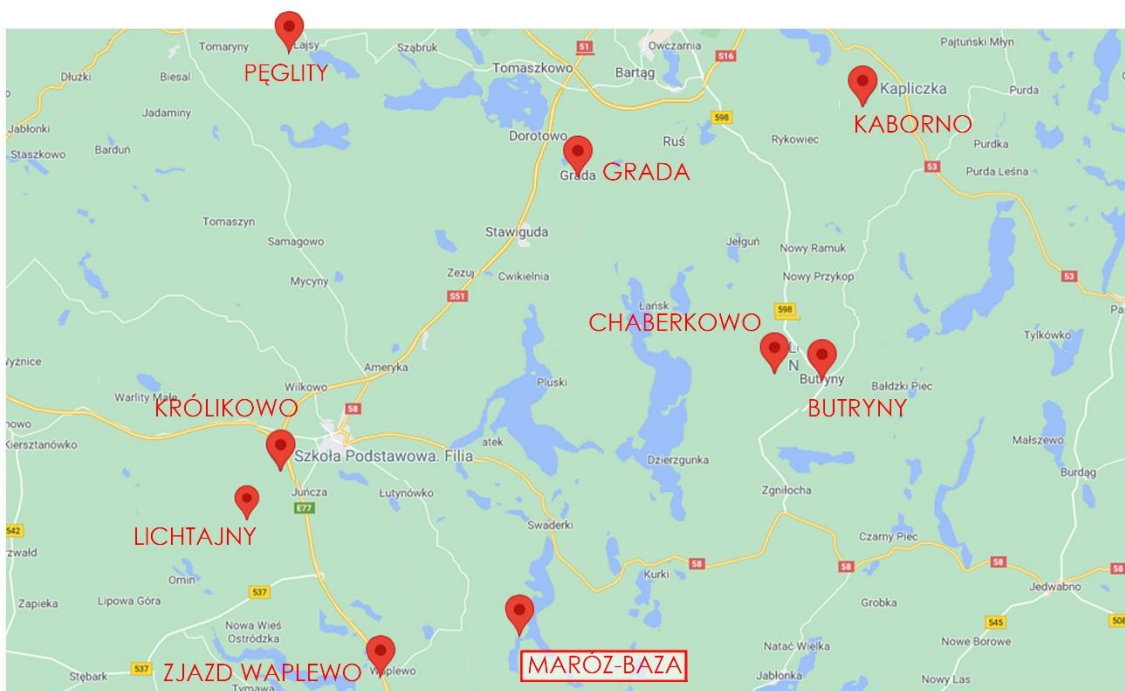 Tomaryny
Łajsy
Sząbruk
51
Owczarnia
S16
Pajtuński Młyn
PĘGLITY
Dłużki
Biesal
Tomaszkowo
Bartąg
Kapliczka
Purda
Jadaminy
598
KABORNO
Jabłonki
Dorotowo
Ruś
Rykowiec
Purdka
Staszkowo
Barduń
Grada
GRADA
53
Purda Leśna
Tomaszyn
Stawiguda
Samagowo
Jełguń
Nowy Ramuk
Zezuj
Cwikielnia
Nowy Przykop
53
Mycyny
S51
Łańsk
598
CHABERKOWO
Tylkówko
Ameryka
Butryny
Wilkowo
Pluski
Bałdzki Piec
Warlity Małe
KRÓLIKOWO
58
BUTRYNY
Kiersztanówko
Szkoła Podstawowa. Filia
Małszewo
Dzierzgunka
Burdąg
Juńcza
Łutynówko
Zgniłocha
E77
LICHTAJNY
Swaderki
542
Czarny Piec
Omin
Kurki
58
58
58
537
Jedwabno
Zapieka
Lipowa Góra
Grobka
Nowa Wieś
Ostródzka
545
508
Natać Wielka
Nowe Borowe
ZJAZD WAPLEWO
Waplewo
MARÓZ-BAZA
537
Stębark
Tymawa
Jabłonka
Nowy Las